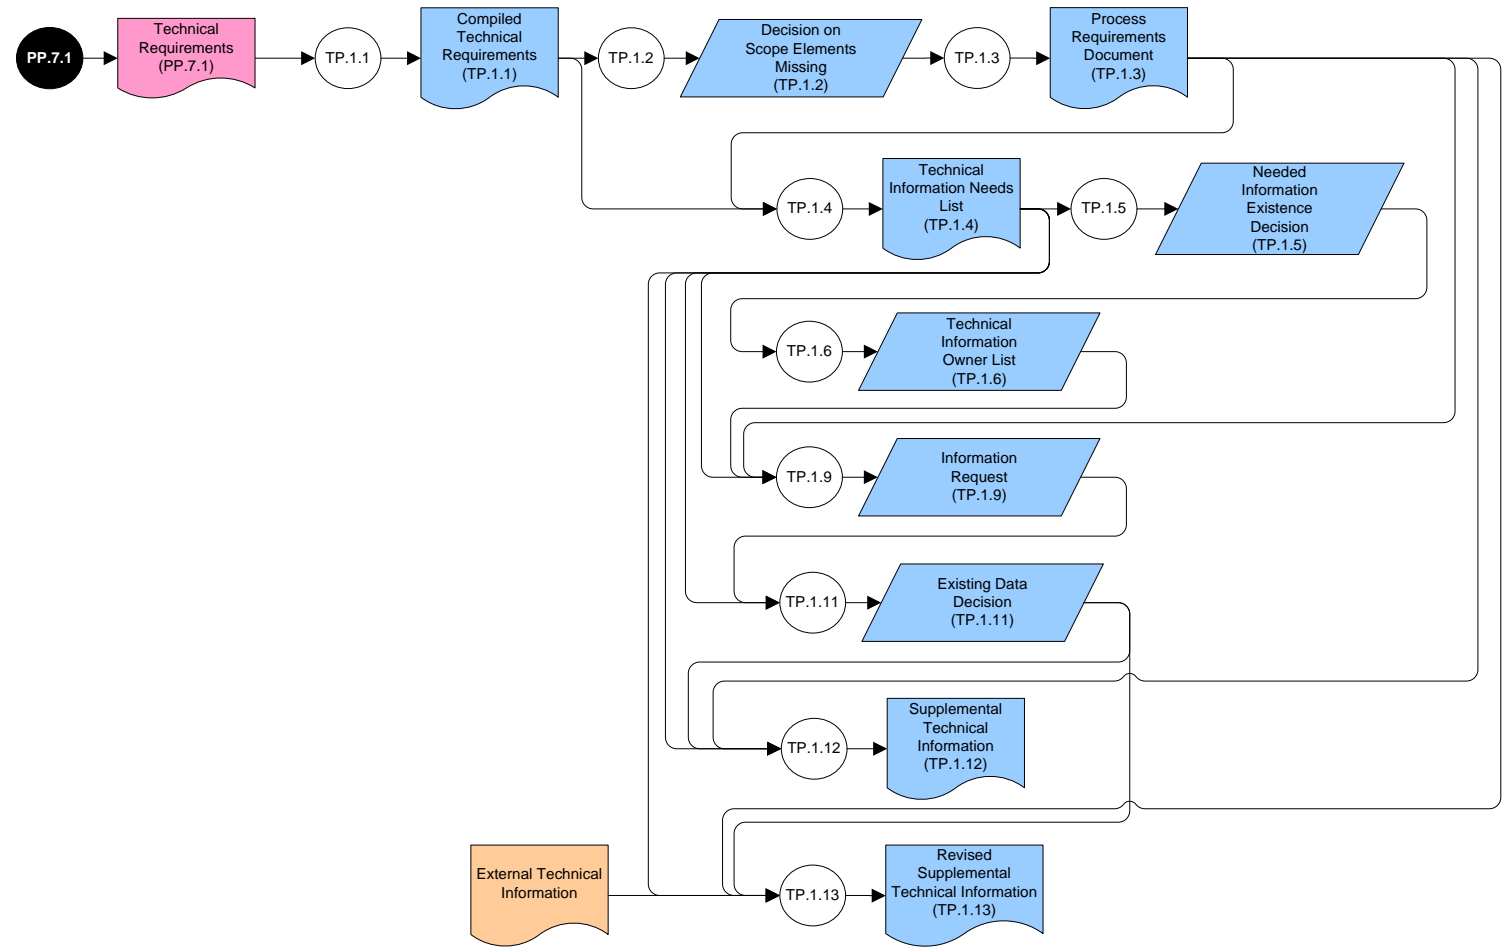 PP.7.1
Technical
Requirements
(PP.7.1)
TP.1.1
Compiled
Technical
Requirements
(TP.1.1)
TP.1.2
Decision on
Scope Elements
Missing
(TP.1.2)
TP.1.3
Process
Requirements
Document
(TP.1.3)
TP.1.4
Technical
Information Needs
List
(TP.1.4)
TP.1.5
Needed
Information
Existence
Decision
(TP.1.5)
TP.1.6
Technical
Information
Owner List
(TP.1.6)
TP.1.9
Information
Request
(TP.1.9)
TP.1.11
Existing Data
Decision
(TP.1.11)
TP.1.12
Supplemental
Technical
Information
(TP.1.12)
External Technical
Information
TP.1.13
Revised
Supplemental
Technical Information
(TP.1.13)